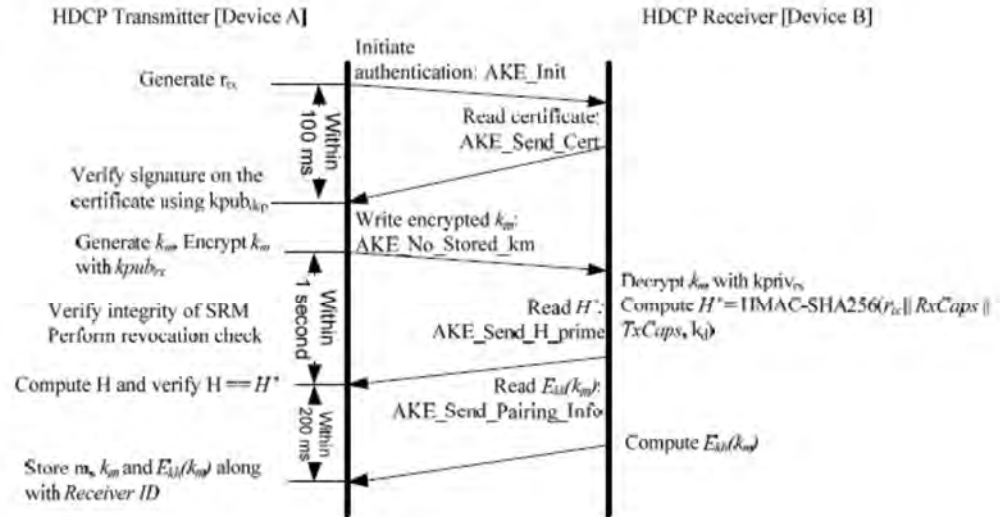 HDCP Transmitter [Device A]
HDCP Receiver [Device B]
Initiate
authentication: AKE_Init
Generate rtx
Within
100 ms
Read certificate:
AKE_Send_Cert
Verify signature on the
certificate using kpubdcp
Write encrypted km:
AKE_No_Stored_km
Generate km, Encrypt km
with kpubrx
Decrypt km with kprivrx
Within
1 second
Verify integrity of SRM
Perform revocation check
Read H':
AKE_Send_H_prime
Compute H'=HMAC-SHA256(rtx || RxCaps ||
TxCaps, kd)
Compute H and verify H == H'
Within
200 ms
Read Ekh(km):
AKE_Send_Pairing_Info
Compute Ekh(km)
Store m, km and Ekh(km) along
with Receiver ID